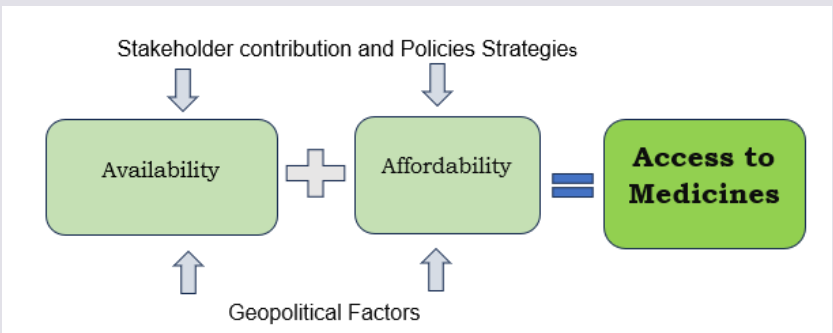 Stakeholder contribution and Policies Strategies
Availability
Affordability
Access to
Medicines
Geopolitical Factors